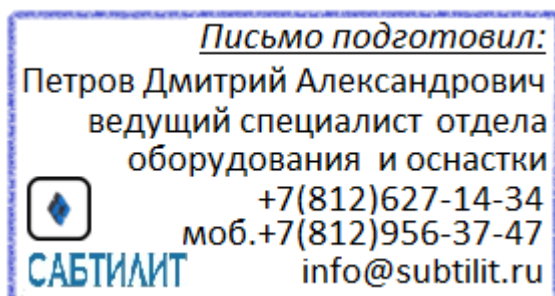 Письмо подготовил:
Петров Дмитрий Александрович
ведущий специалист отдела
оборудования и оснастки
+7(812)627-14-34
моб.+7(812)956-37-47
САБТИЛИТ info@subtilit.ru